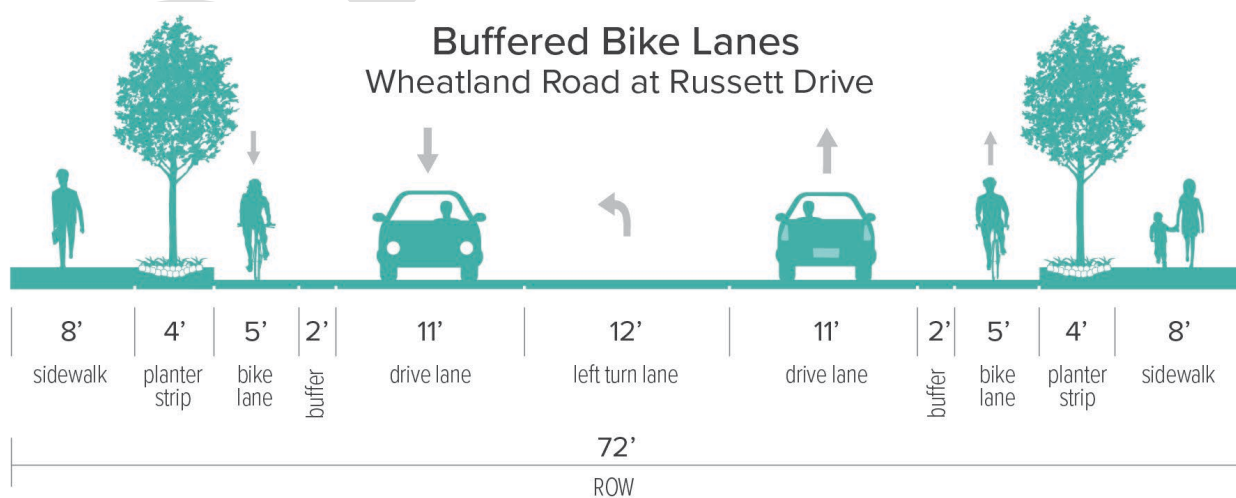 Buffered Bike Lanes
Wheatland Road at Russett Drive
8’ 4’ 5’ 2’ 11’ 12’ 11’ 2’ 5’ 4’ 8’
sidewalk planter strip bike lane buffer drive lane left turn lane drive lane buffer bike lane planter strip sidewalk
72’
ROW